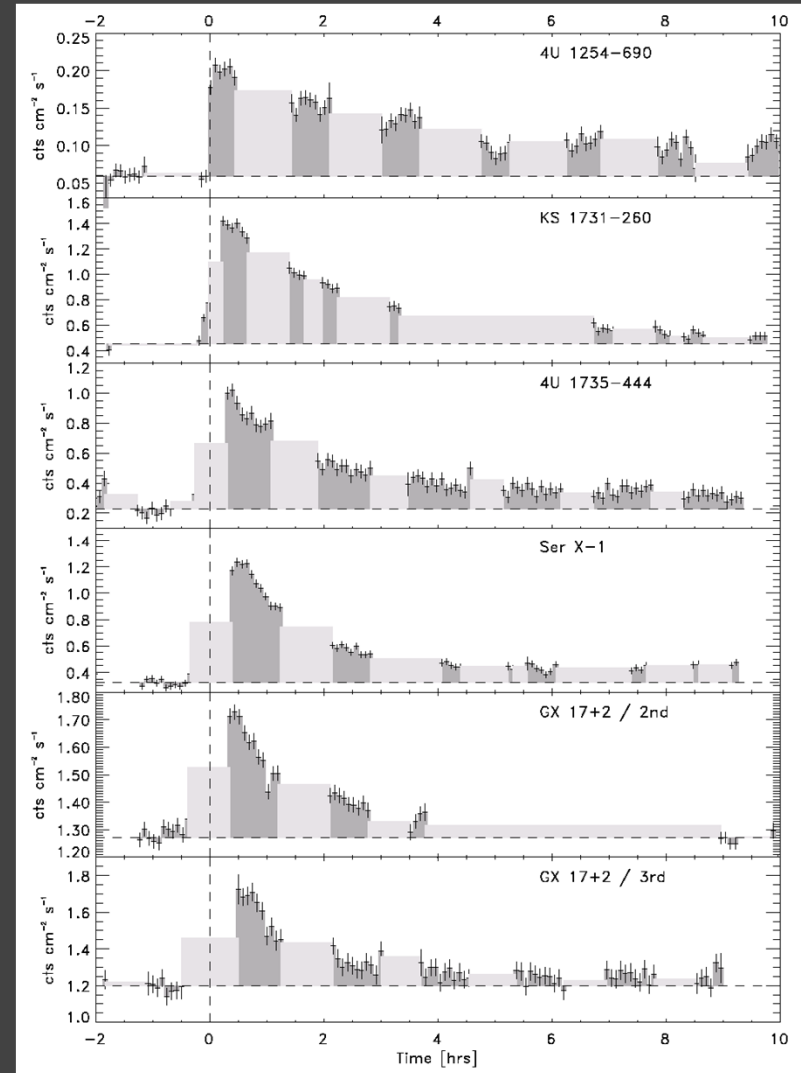 −2 0 2 4 6 8 10
4U 1254−690
0.25
0.20
0.15
0.10
0.05
cts cm⁻² s⁻¹
KS 1731−260
1.6
1.4
1.2
1.0
0.8
0.6
0.4
cts cm⁻² s⁻¹
4U 1735−444
1.2
1.0
0.8
0.6
0.4
0.2
cts cm⁻² s⁻¹
Ser X−1
1.4
1.2
1.0
0.8
0.6
0.4
cts cm⁻² s⁻¹
GX 17+2 / 2nd
1.80
1.70
1.60
1.50
1.40
1.30
1.20
cts cm⁻² s⁻¹
GX 17+2 / 3rd
1.8
1.6
1.4
1.2
1.0
cts cm⁻² s⁻¹
−2 0 2 4 6 8 10
Time [hrs]